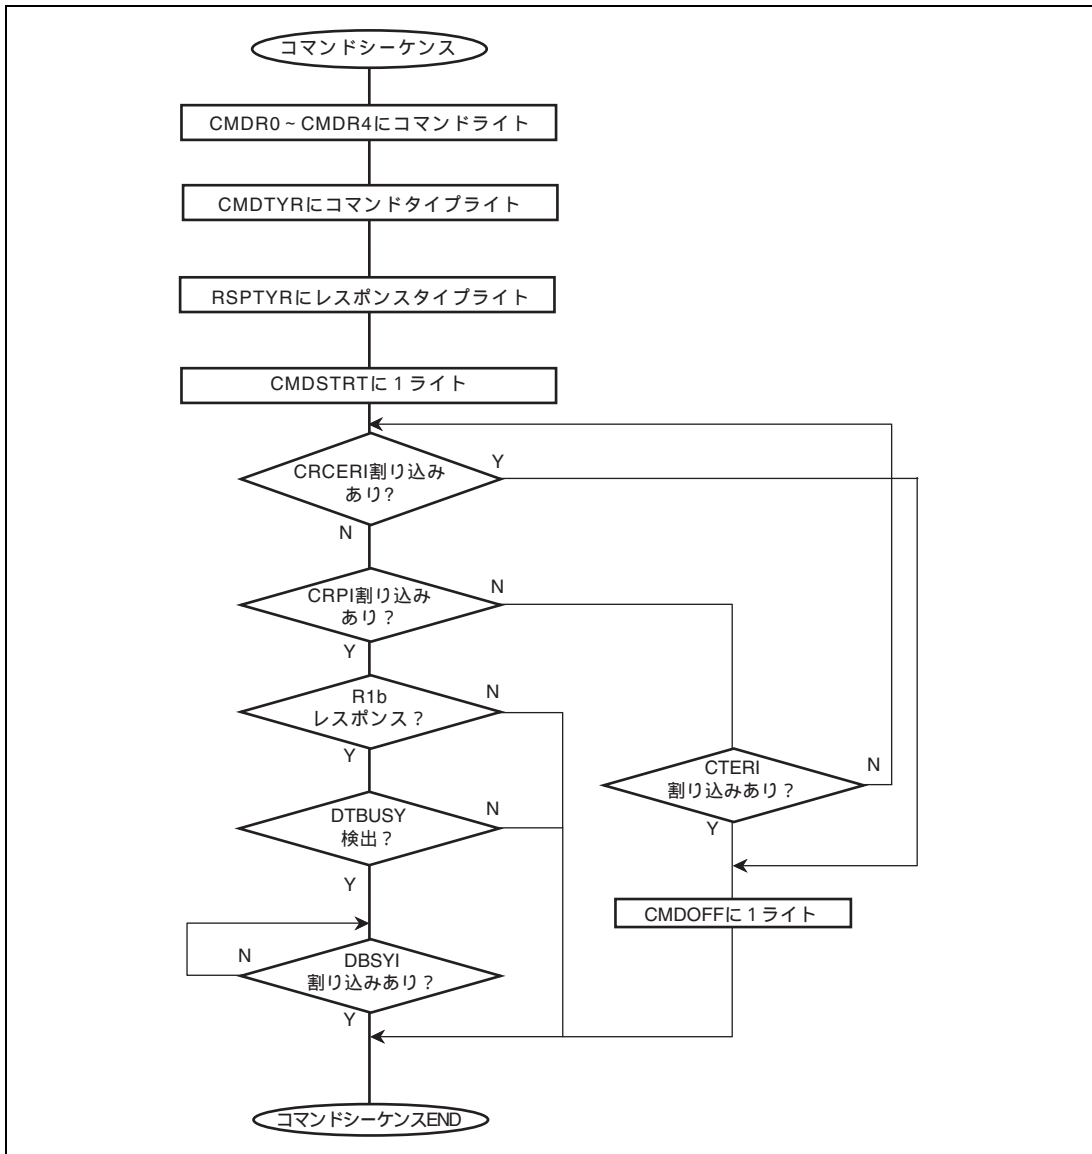 コマンドシーケンス
CMDR0~CMDR4にコマンドライト
CMDTYRにコマンドタイプライト
RSPTYRにレスポンスタイプライト
CMDSTRTに1ライト
CRCERI割り込み
あり?
Y
N
CRPI割り込み
あり?
N
Y
R1b
レスポンス?
N
Y
CTERI
割り込みあり?
N
Y
DTBUSY
検出?
N
Y
CMDOFFに1ライト
DBSYI
割り込みあり?
N
Y
コマンドシーケンスEND